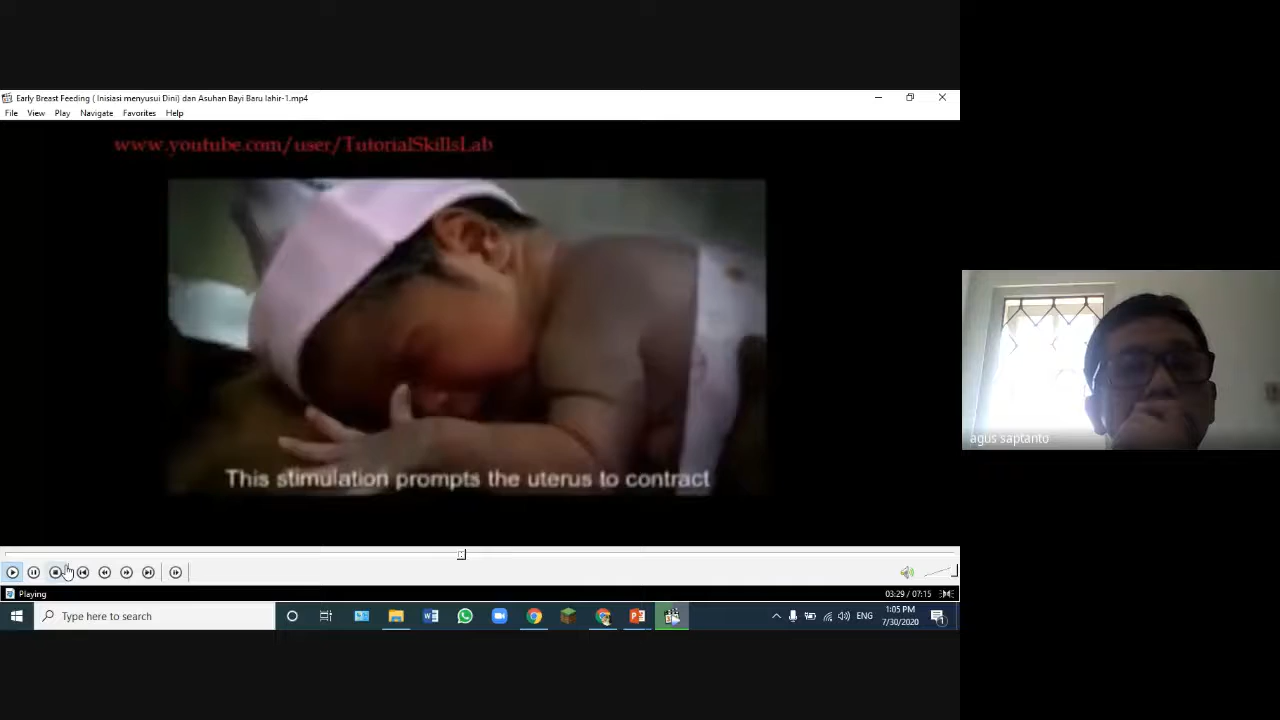 Early Breast Feeding ( Inisiasi menyusui Dini) dan Asuhan Bayi Baru lahir-1.mp4
File View Play Navigate Favorites Help
www.youtube.com/user/TutorialSkillsLab
This stimulation prompts the uterus to contract
agus saptanto
Playing
03:29 / 07:15
Type here to search
ENG
1:05 PM
7/30/2020